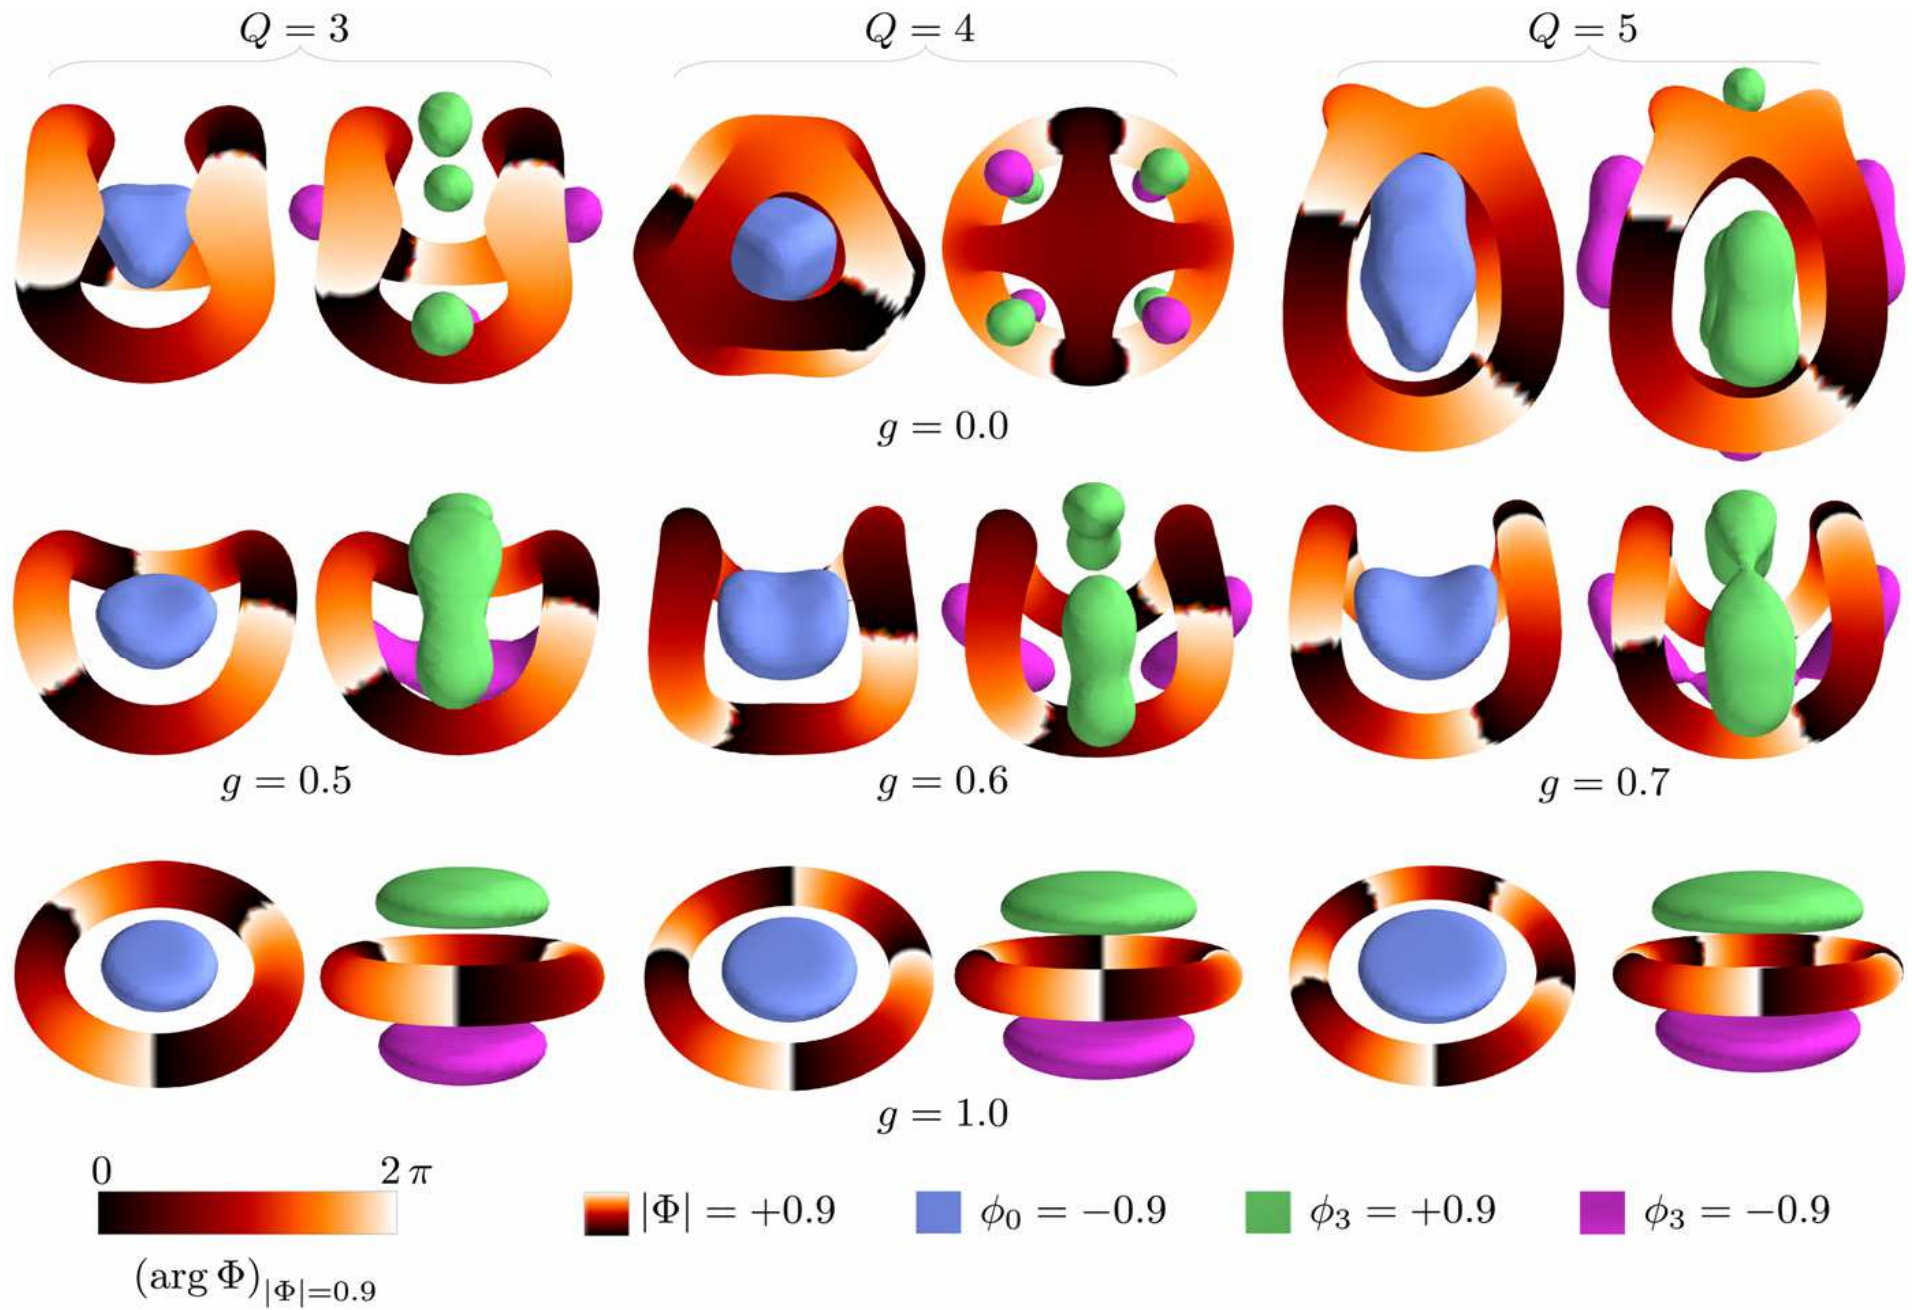 Q = 3
Q = 4
Q = 5
g = 0.0
g = 0.5
g = 0.6
g = 0.7
g = 1.0
0
2 π
(arg Φ)|Φ|=0.9
|Φ| = +0.9
ϕ0 = −0.9
ϕ3 = +0.9
ϕ3 = −0.9